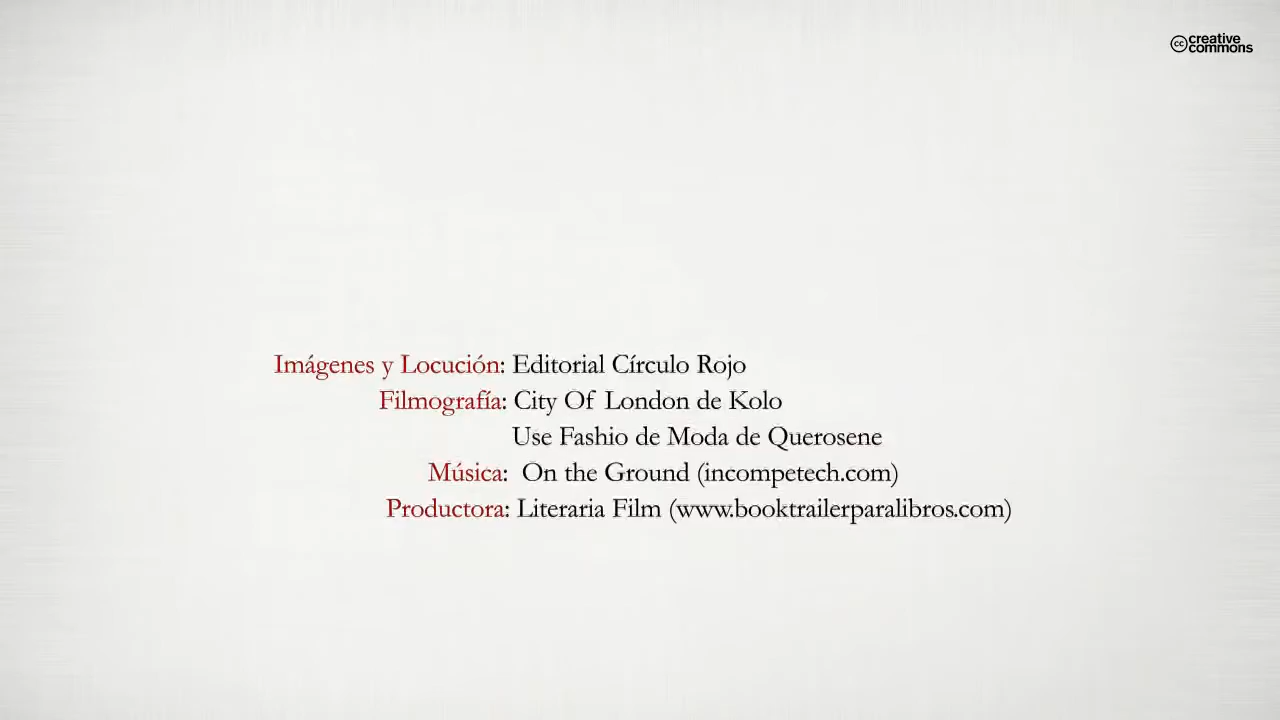 creative
commons
Imágenes y Locución: Editorial Círculo Rojo
Filmografía: City Of London de Kolo
Use Fashio de Moda de Querosene
Música: On the Ground (incompetech.com)
Productora: Literaria Film (www.booktrailerparalibros.com)